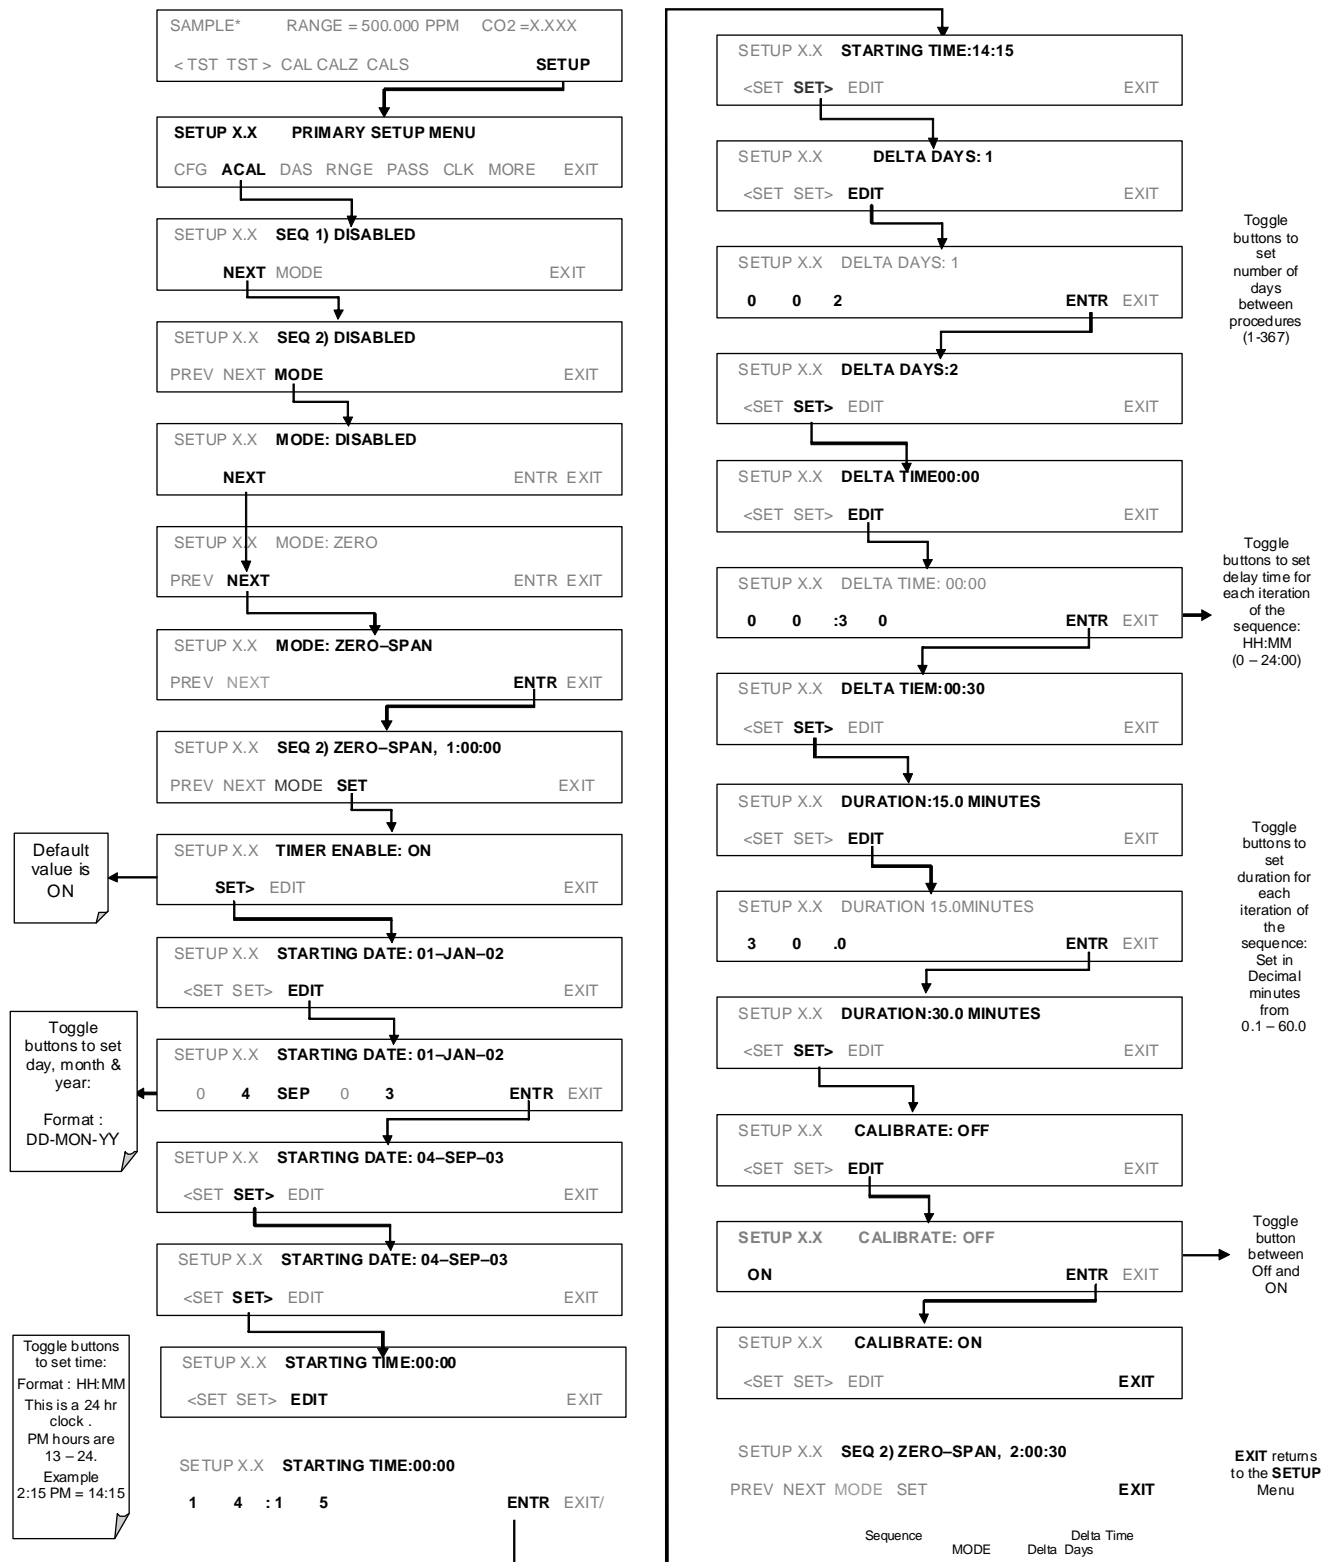 SAMPLE* RANGE = 500.000 PPM CO2 =X.XXX
< TST TST > CAL CALZ CALS SETUP
SETUP X.X PRIMARY SETUP MENU
CFG ACAL DAS RNGE PASS CLK MORE EXIT
SETUP X.X SEQ 1) DISABLED
NEXT MODE EXIT
SETUP X.X SEQ 2) DISABLED
PREV NEXT MODE EXIT
SETUP X.X MODE: DISABLED
NEXT ENTR EXIT
SETUP X.X MODE: ZERO
PREV NEXT ENTR EXIT
SETUP X.X MODE: ZERO–SPAN
PREV NEXT ENTR EXIT
SETUP X.X SEQ 2) ZERO–SPAN, 1:00:00
PREV NEXT MODE SET EXIT
SETUP X.X TIMER ENABLE: ON
SET> EDIT EXIT
Default
value is
ON
SETUP X.X STARTING DATE: 01–JAN–02
<SET SET> EDIT EXIT
SETUP X.X STARTING DATE: 01–JAN–02
0 4 SEP 0 3 ENTR EXIT
Toggle
buttons to set
day, month &
year:
Format :
DD-MON-YY
SETUP X.X STARTING DATE: 04–SEP–03
<SET SET> EDIT EXIT
SETUP X.X STARTING DATE: 04–SEP–03
<SET SET> EDIT EXIT
SETUP X.X STARTING TIME:00:00
<SET SET> EDIT EXIT
Toggle buttons
to set time:
Format : HH:MM
This is a 24 hr
clock .
PM hours are
13 – 24.
Example
2:15 PM = 14:15
SETUP X.X STARTING TIME:00:00
1 4 : 1 5 ENTR EXIT/
SETUP X.X STARTING TIME:14:15
<SET SET> EDIT EXIT
SETUP X.X DELTA DAYS: 1
<SET SET> EDIT EXIT
SETUP X.X DELTA DAYS: 1
0 0 2 ENTR EXIT
Toggle
buttons to
set
number of
days
between
procedures
(1-367)
SETUP X.X DELTA DAYS:2
<SET SET> EDIT EXIT
SETUP X.X DELTA TIME00:00
<SET SET> EDIT EXIT
SETUP X.X DELTA TIME: 00:00
0 0 :3 0 ENTR EXIT
Toggle
buttons to set
delay time for
each iteration
of the
sequence:
HH:MM
(0 – 24:00)
SETUP X.X DELTA TIEM:00:30
<SET SET> EDIT EXIT
SETUP X.X DURATION:15.0 MINUTES
<SET SET> EDIT EXIT
SETUP X.X DURATION 15.0MINUTES
3 0 .0 ENTR EXIT
Toggle
buttons to
set
duration for
each
iteration of
the
sequence:
Set in
Decimal
minutes
from
0.1 – 60.0
SETUP X.X DURATION:30.0 MINUTES
<SET SET> EDIT EXIT
SETUP X.X CALIBRATE: OFF
<SET SET> EDIT EXIT
SETUP X.X CALIBRATE: OFF
ON ENTR EXIT
Toggle
button
between
Off and
ON
SETUP X.X CALIBRATE: ON
<SET SET> EDIT EXIT
SETUP X.X SEQ 2) ZERO–SPAN, 2:00:30
PREV NEXT MODE SET EXIT
EXIT returns
to the SETUP
Menu
Sequence Delta Time
MODE Delta Days